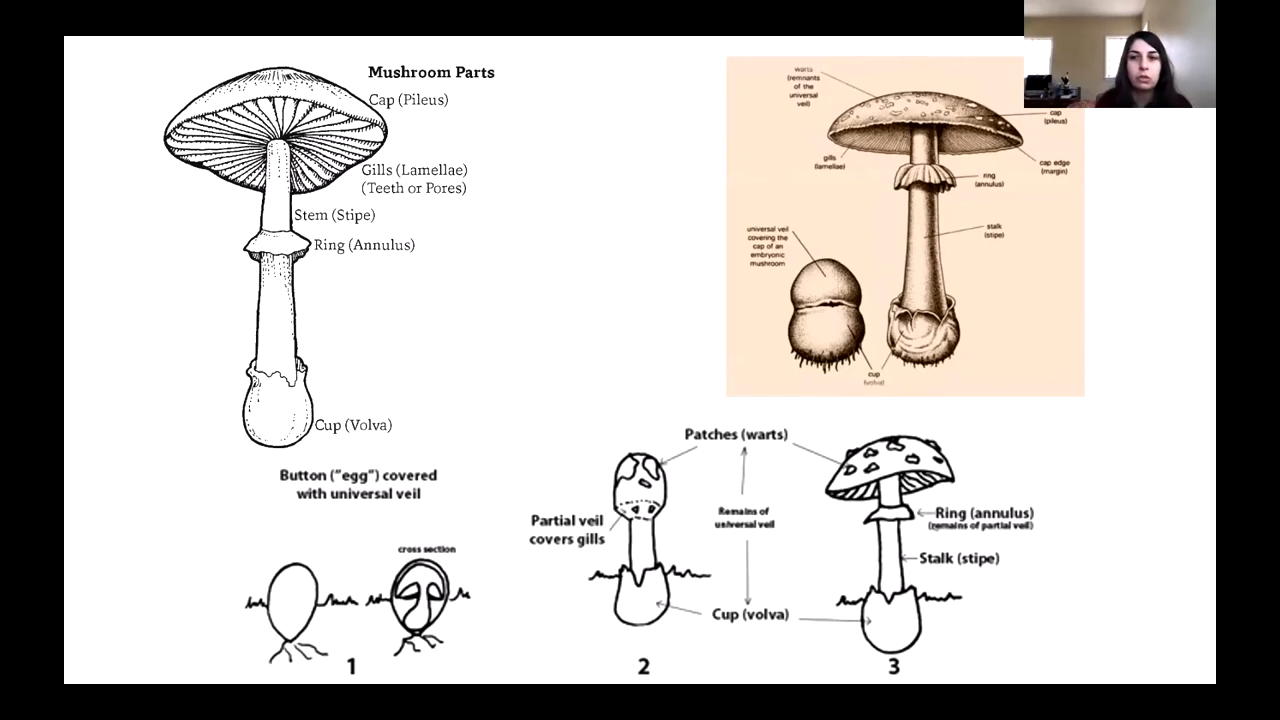 Mushroom Parts
Cap (Pileus)
Gills (Lamellae)
(Teeth or Pores)
Stem (Stipe)
Ring (Annulus)
Cup (Volva)
warts
(remnants
of the
universal
veil)
cap
(pileus)
gills
(lamellae)
cap edge
(margin)
ring
(annulus)
stalk
(stipe)
universal veil
covering the
cap of an
embryonic
mushroom
cup
(volva)
Button ("egg") covered
with universal veil
cross section
1
Patches (warts)
Partial veil
covers gills
Remains of
universal veil
Cup (volva)
2
Ring (annulus)
(remains of partial veil)
Stalk (stipe)
3